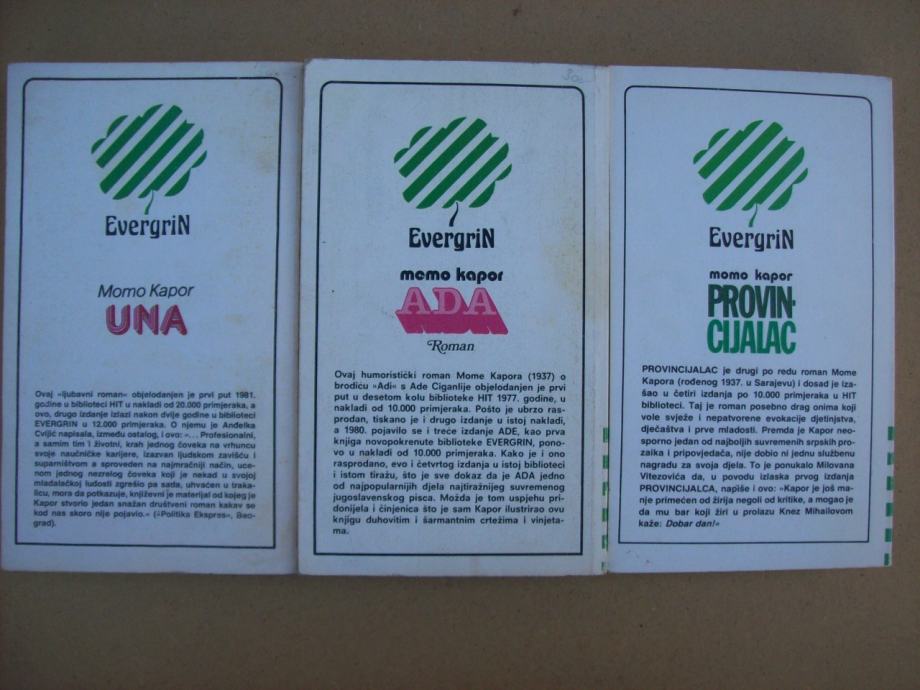 EvergriN
Momo Kapor
UNA
Ovaj »ljubavni roman« objelodanjen je prvi put 1981.
godine u biblioteci HIT u nakladi od 20.000 primjeraka, a
ovo, drugo izdanje izlazi nakon dvije godine u biblioteci
EVERGRIN u 12.000 primjeraka. O njemu je Anđelka
Cvijić napisala, između ostalog, i ovo: »... Profesionalni,
a samim tim i životni, krah jednog čoveka na vrhuncu
svoje naučničke karijere, izazvan ljudskom zavišću i
suparništvom a sproveden na najmračniji način, uce-
nom jednog nezrelog čoveka koji je nekad u svojoj
mladalačkoj ludosti zgrešio pa sada, uhvaćen u traka-
licu, mora da potkazuje, književni je materijal od kojeg je
Kapor stvorio jedan snažan društveni roman kakav se
kod nas skoro nije pojavio.« (»Politika Ekspres«, Beo-
grad).
300
EvergriN
momo kapor
ADA
Roman
Ovaj humoristički roman Mome Kapora (1937) o
brodiću »Adi« s Ade Ciganlije objelodanjen je prvi
put u desetom kolu biblioteke HIT 1977. godine, u
nakladi od 10.000 primjeraka. Pošto je ubrzo ras-
prodan, tiskano je i drugo izdanje u istoj nakladi,
a 1980. pojavilo se i treće izdanje ADE, kao prva
knjiga novopokrenute biblioteke EVERGRIN, pono-
vo u nakladi od 10.000 primjeraka. Kako je i ono
rasprodano, evo i četvrtog izdanja u istoj biblioteci
i istom tiražu, što je sve dokaz da je ADA jedno
od najpopularnijih djela najtiražnijeg suvremenog
jugoslavenskog pisca. Možda je tom uspjehu pri-
donijela i činjenica što je sam Kapor ilustrirao ovu
knjigu duhovitim i šarmantnim crtežima i vinjeta-
ma.
EvergriN
momo kapor
PROVIN-
CIJALAC
PROVINCIJALAC je drugi po redu roman Mome
Kapora (rođenog 1937. u Sarajevu) i dosad je iza-
šao u četiri izdanja po 10.000 primjeraka u HIT
biblioteci. Taj je roman posebno drag onima koji
vole svježe i nepatvorene evokacije djetinjstva,
dječaštva i prve mladosti. Premda je Kapor neo-
sporno jedan od najboljih suvremenih srpskih pro-
zaika i pripovjedača, nije dobio ni jednu službenu
nagradu za svoja djela. To je ponukalo Milovana
Vitezovića da, u povodu izlaska prvog izdanja
PROVINCIJALCA, napiše i ovo: »Kapor je još ma-
nje primećen od žirija negoli od kritike, a mogao je
da mu bar koji žiri u prolazu Knez Mihailovom
kaže: Dobar dan!«